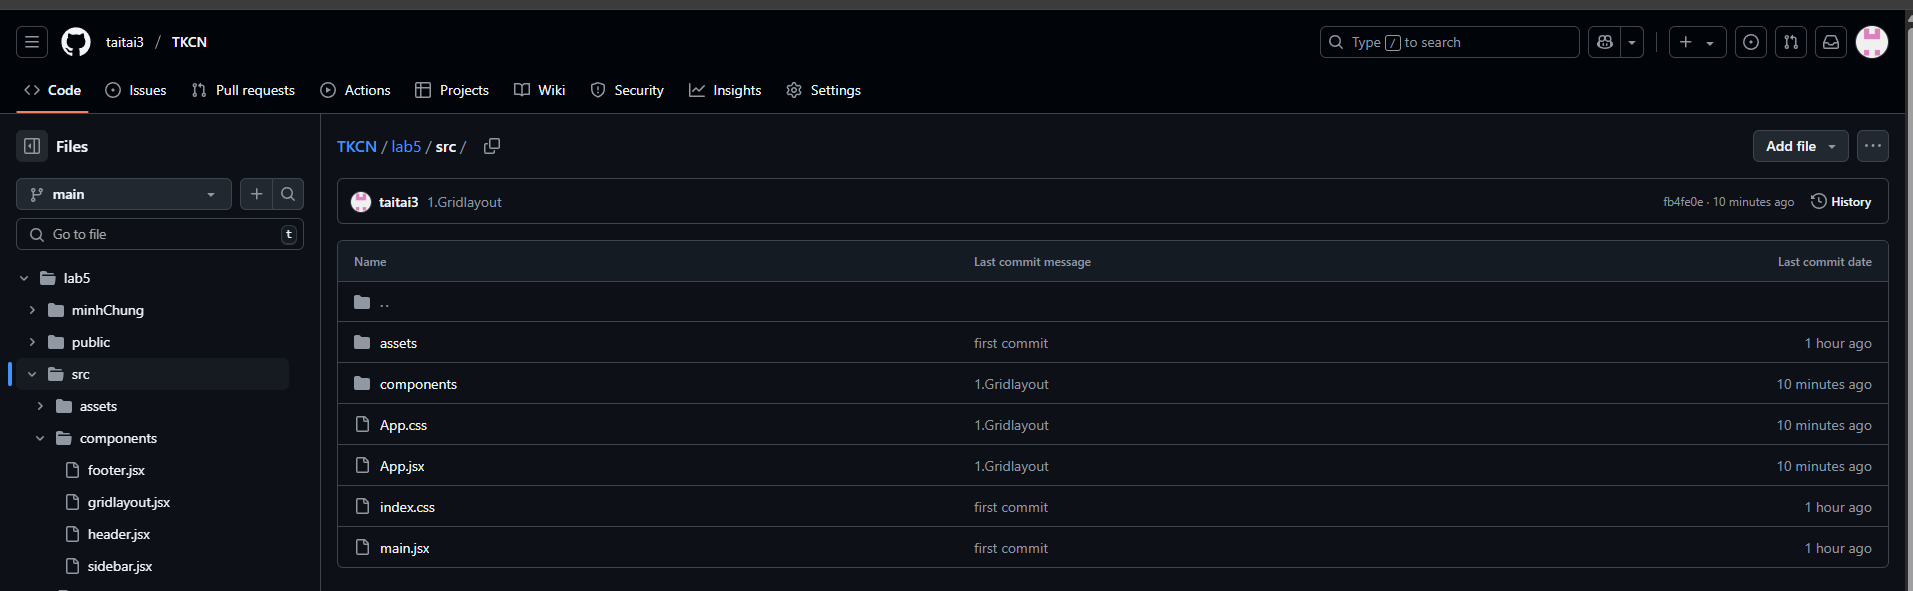 taitai3 / TKCN
Type / to search
Code Issues Pull requests Actions Projects Wiki Security Insights Settings
Files
main
Go to file t
lab5
minhChung
public
src
assets
components
footer.jsx
gridlayout.jsx
header.jsx
sidebar.jsx
TKCN / lab5 / src /
Add file
taitai3 1.Gridlayout fb4fe0e · 10 minutes ago History
Name Last commit message Last commit date
..
assets first commit 1 hour ago
components 1.Gridlayout 10 minutes ago
App.css 1.Gridlayout 10 minutes ago
App.jsx 1.Gridlayout 10 minutes ago
index.css first commit 1 hour ago
main.jsx first commit 1 hour ago